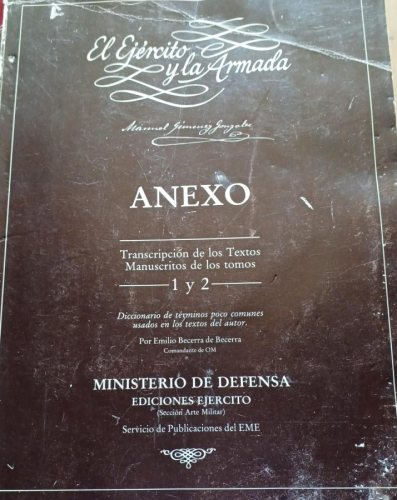 El Ejército
y la Armada
Manuel Gimenez Gonzalez
ANEXO
Transcripción de los Textos
Manuscritos de los tomos
1 y 2
Diccionario de términos poco comunes
usados en los textos del autor.
Por Emilio Becerra de Becerra
Comandante de OM
MINISTERIO DE DEFENSA
EDICIONES EJERCITO
(Sección Arte Militar)
Servicio de Publicaciones del EME